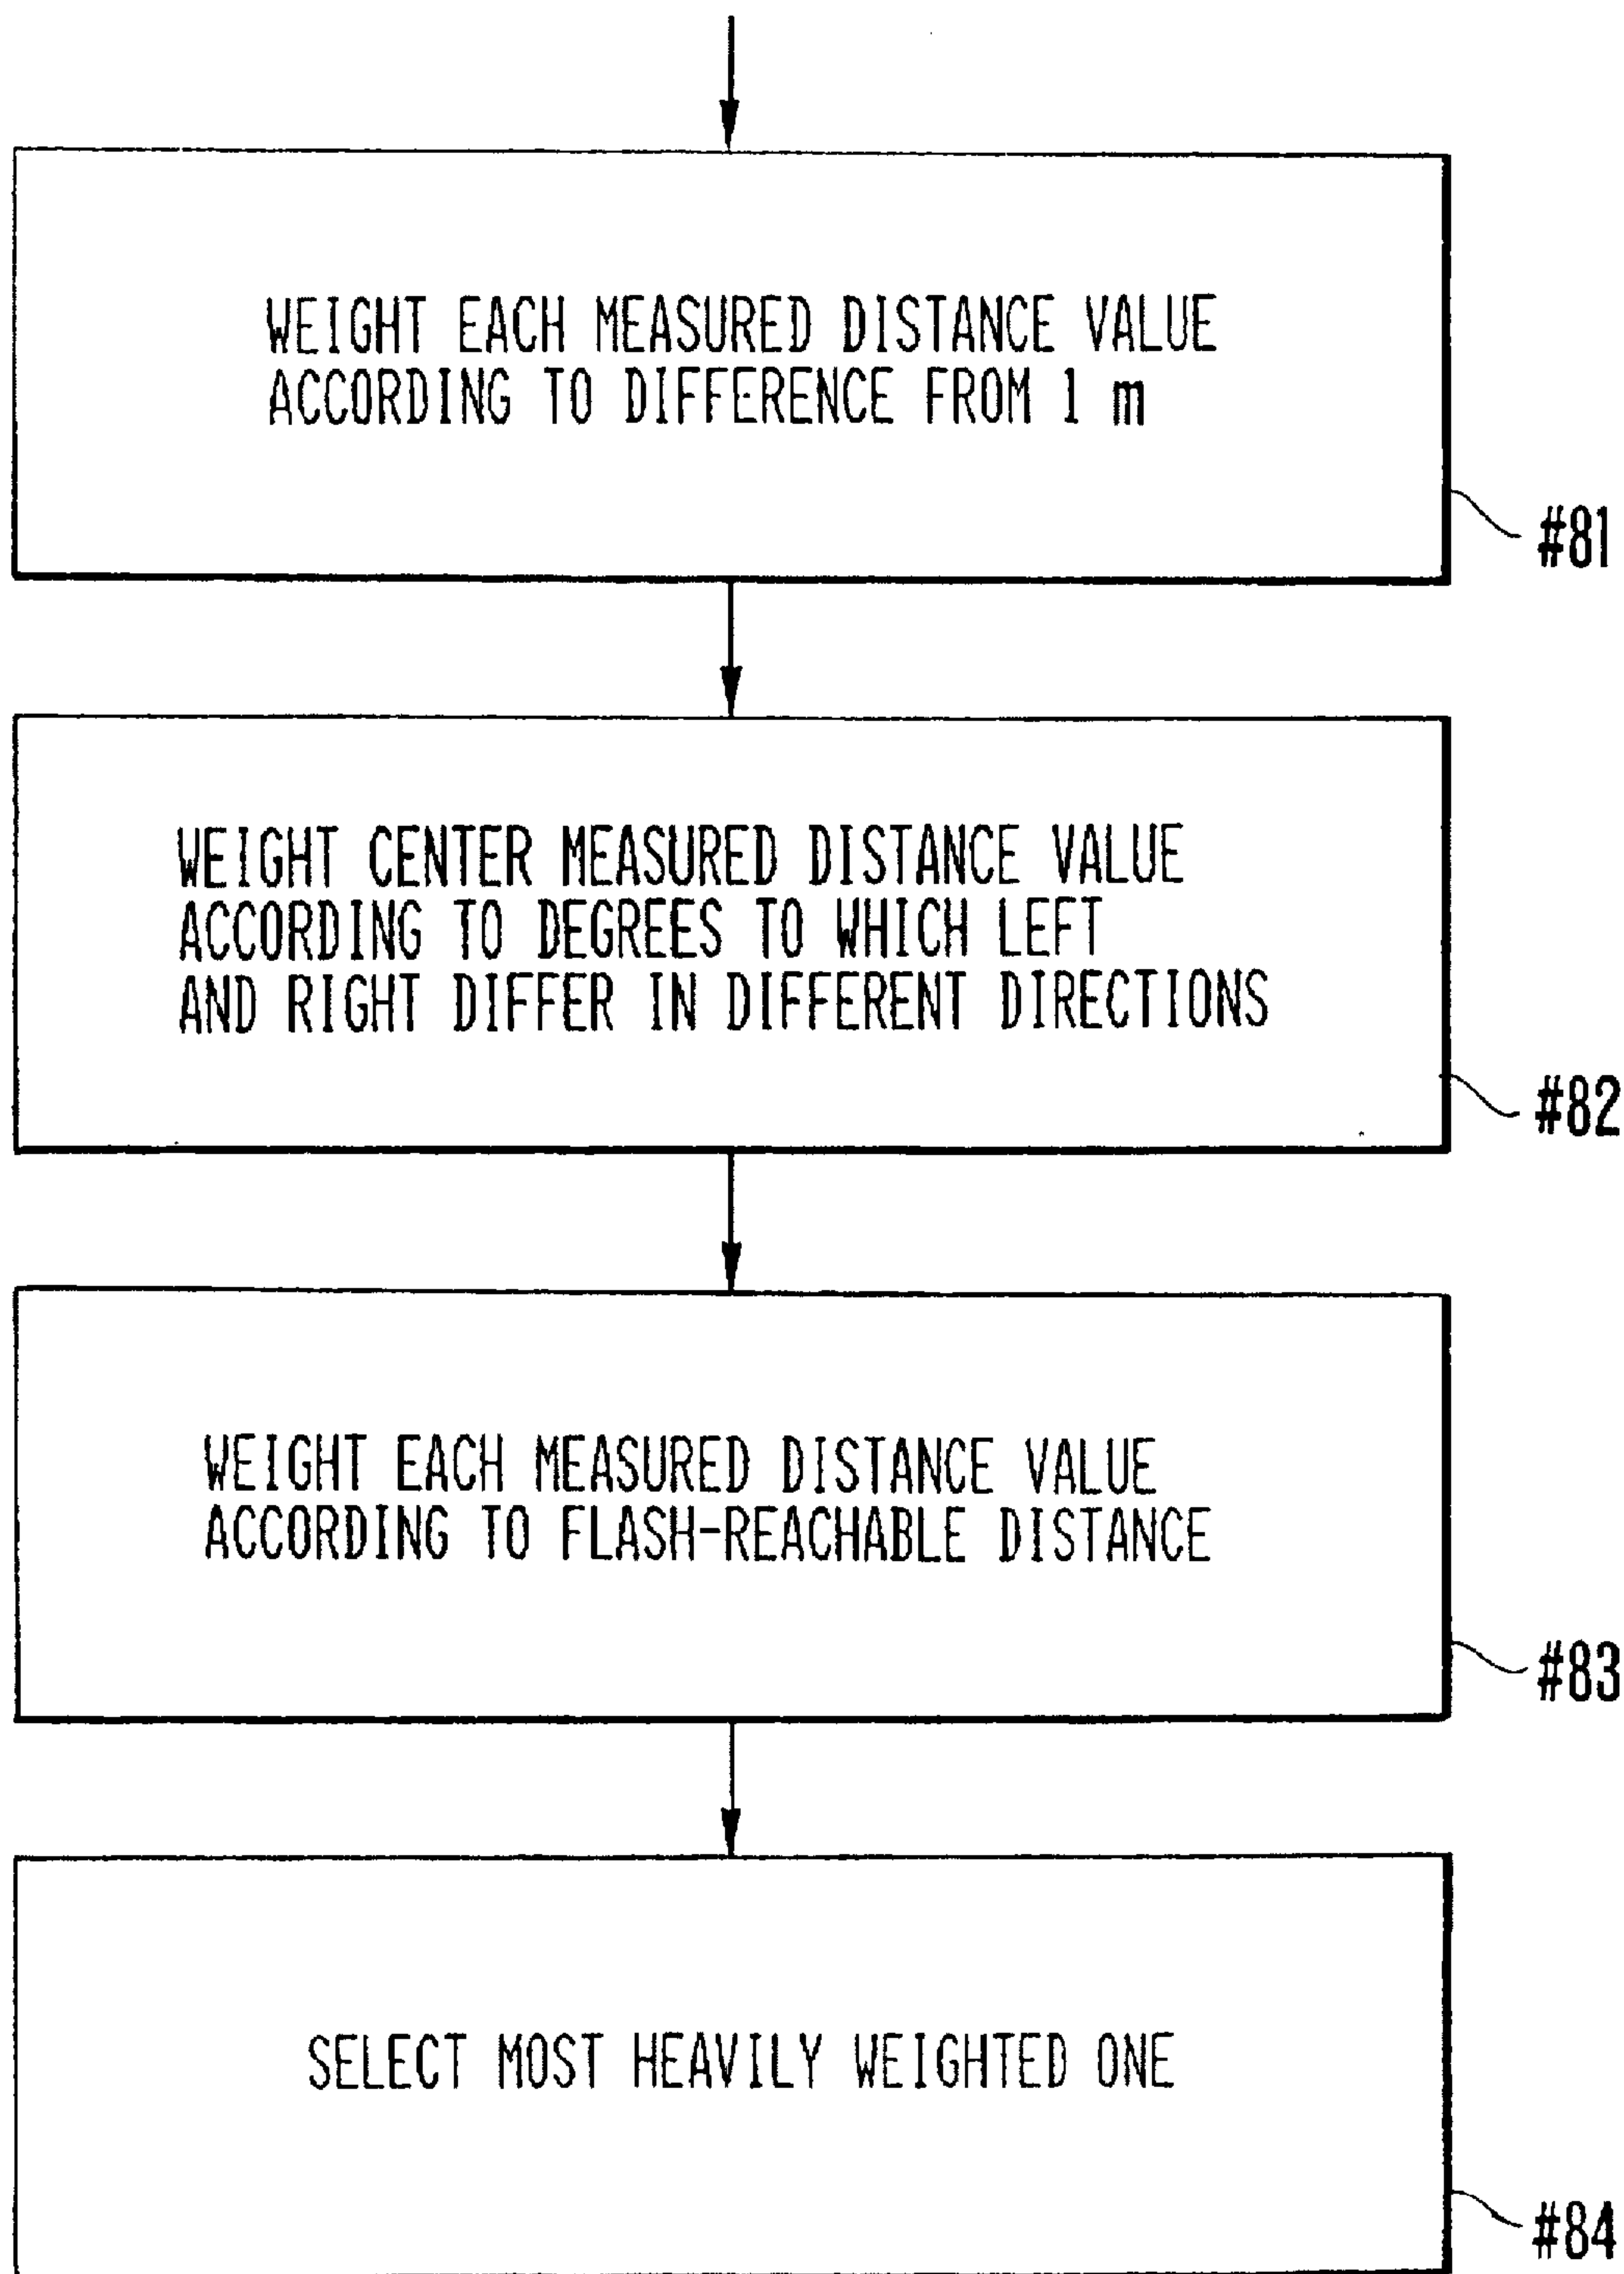 WEIGHT EACH MEASURED DISTANCE VALUE
ACCORDING TO DIFFERENCE FROM 1 m
#81
WEIGHT CENTER MEASURED DISTANCE VALUE
ACCORDING TO DEGREES TO WHICH LEFT
AND RIGHT DIFFER IN DIFFERENT DIRECTIONS
#82
WEIGHT EACH MEASURED DISTANCE VALUE
ACCORDING TO FLASH-REACHABLE DISTANCE
#83
SELECT MOST HEAVILY WEIGHTED ONE
#84